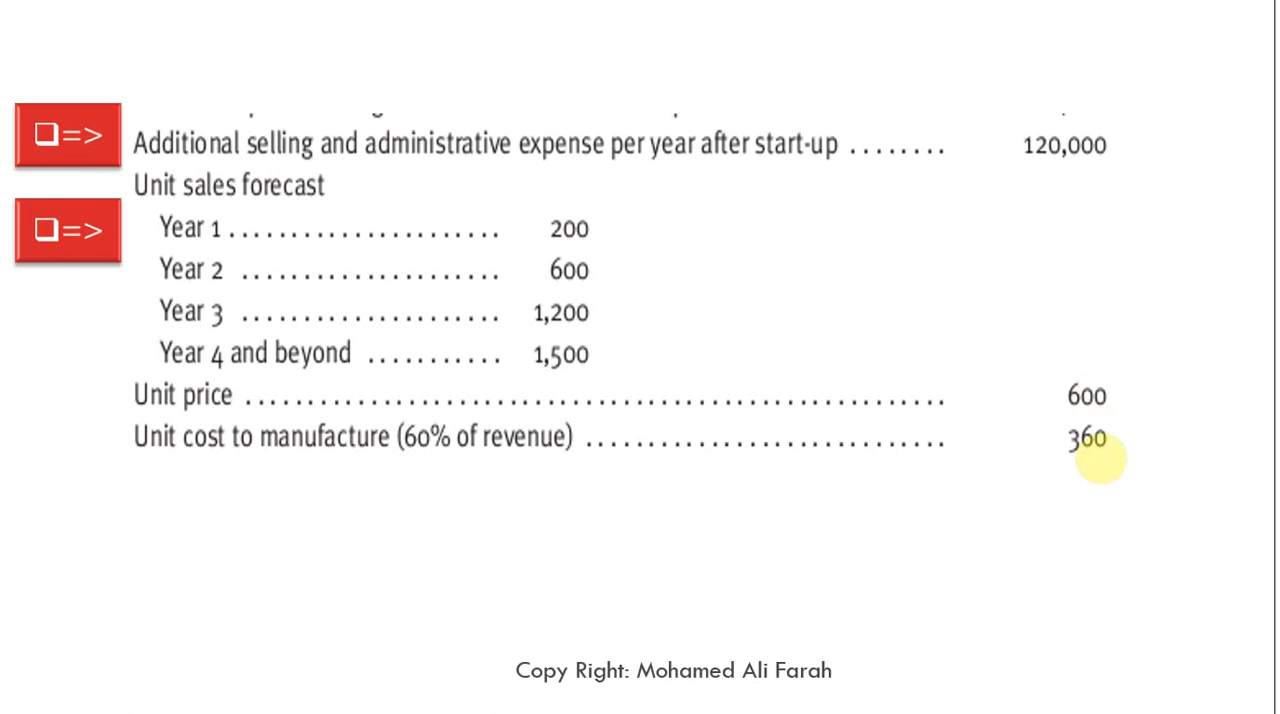 ❑=>
Additional selling and administrative expense per year after start-up ........ 120,000
Unit sales forecast
❑=>
Year 1 ...................... 200
Year 2 ..................... 600
Year 3 ..................... 1,200
Year 4 and beyond ........... 1,500
Unit price ......................................................... 600
Unit cost to manufacture (60% of revenue) ............................. 360
Copy Right: Mohamed Ali Farah